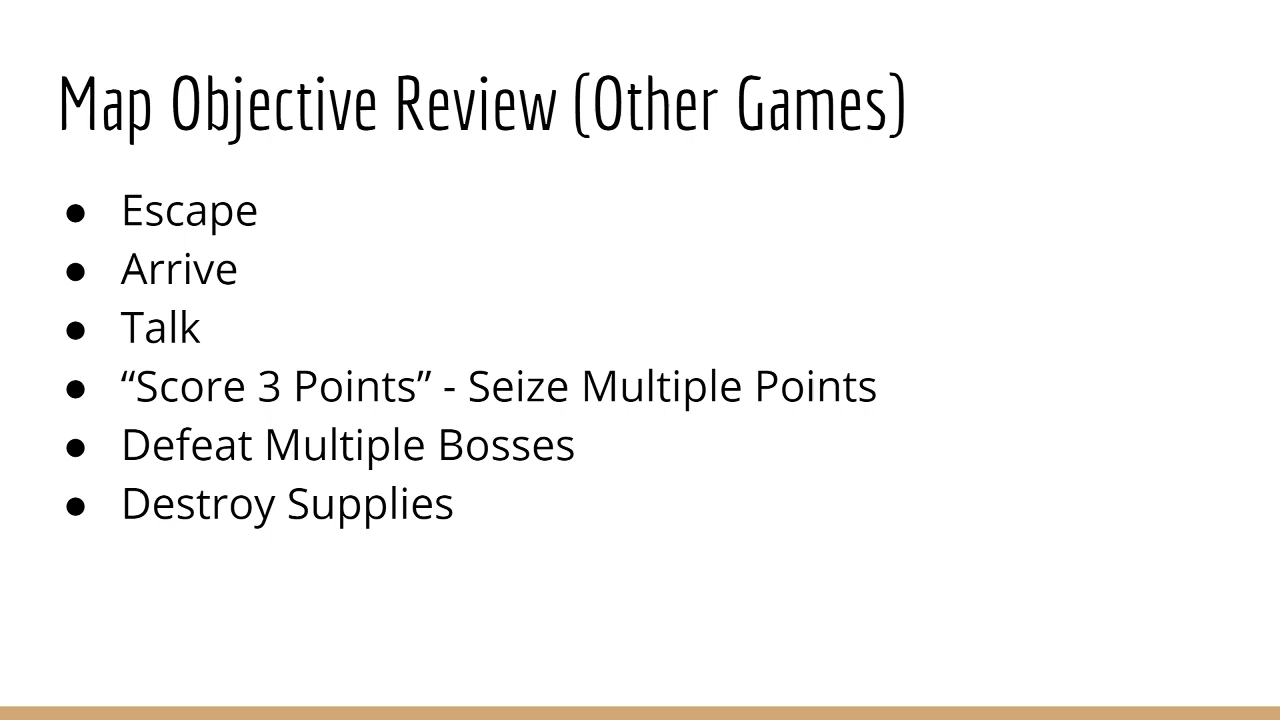 Map Objective Review (Other Games)
● Escape
● Arrive
● Talk
● “Score 3 Points” - Seize Multiple Points
● Defeat Multiple Bosses
● Destroy Supplies